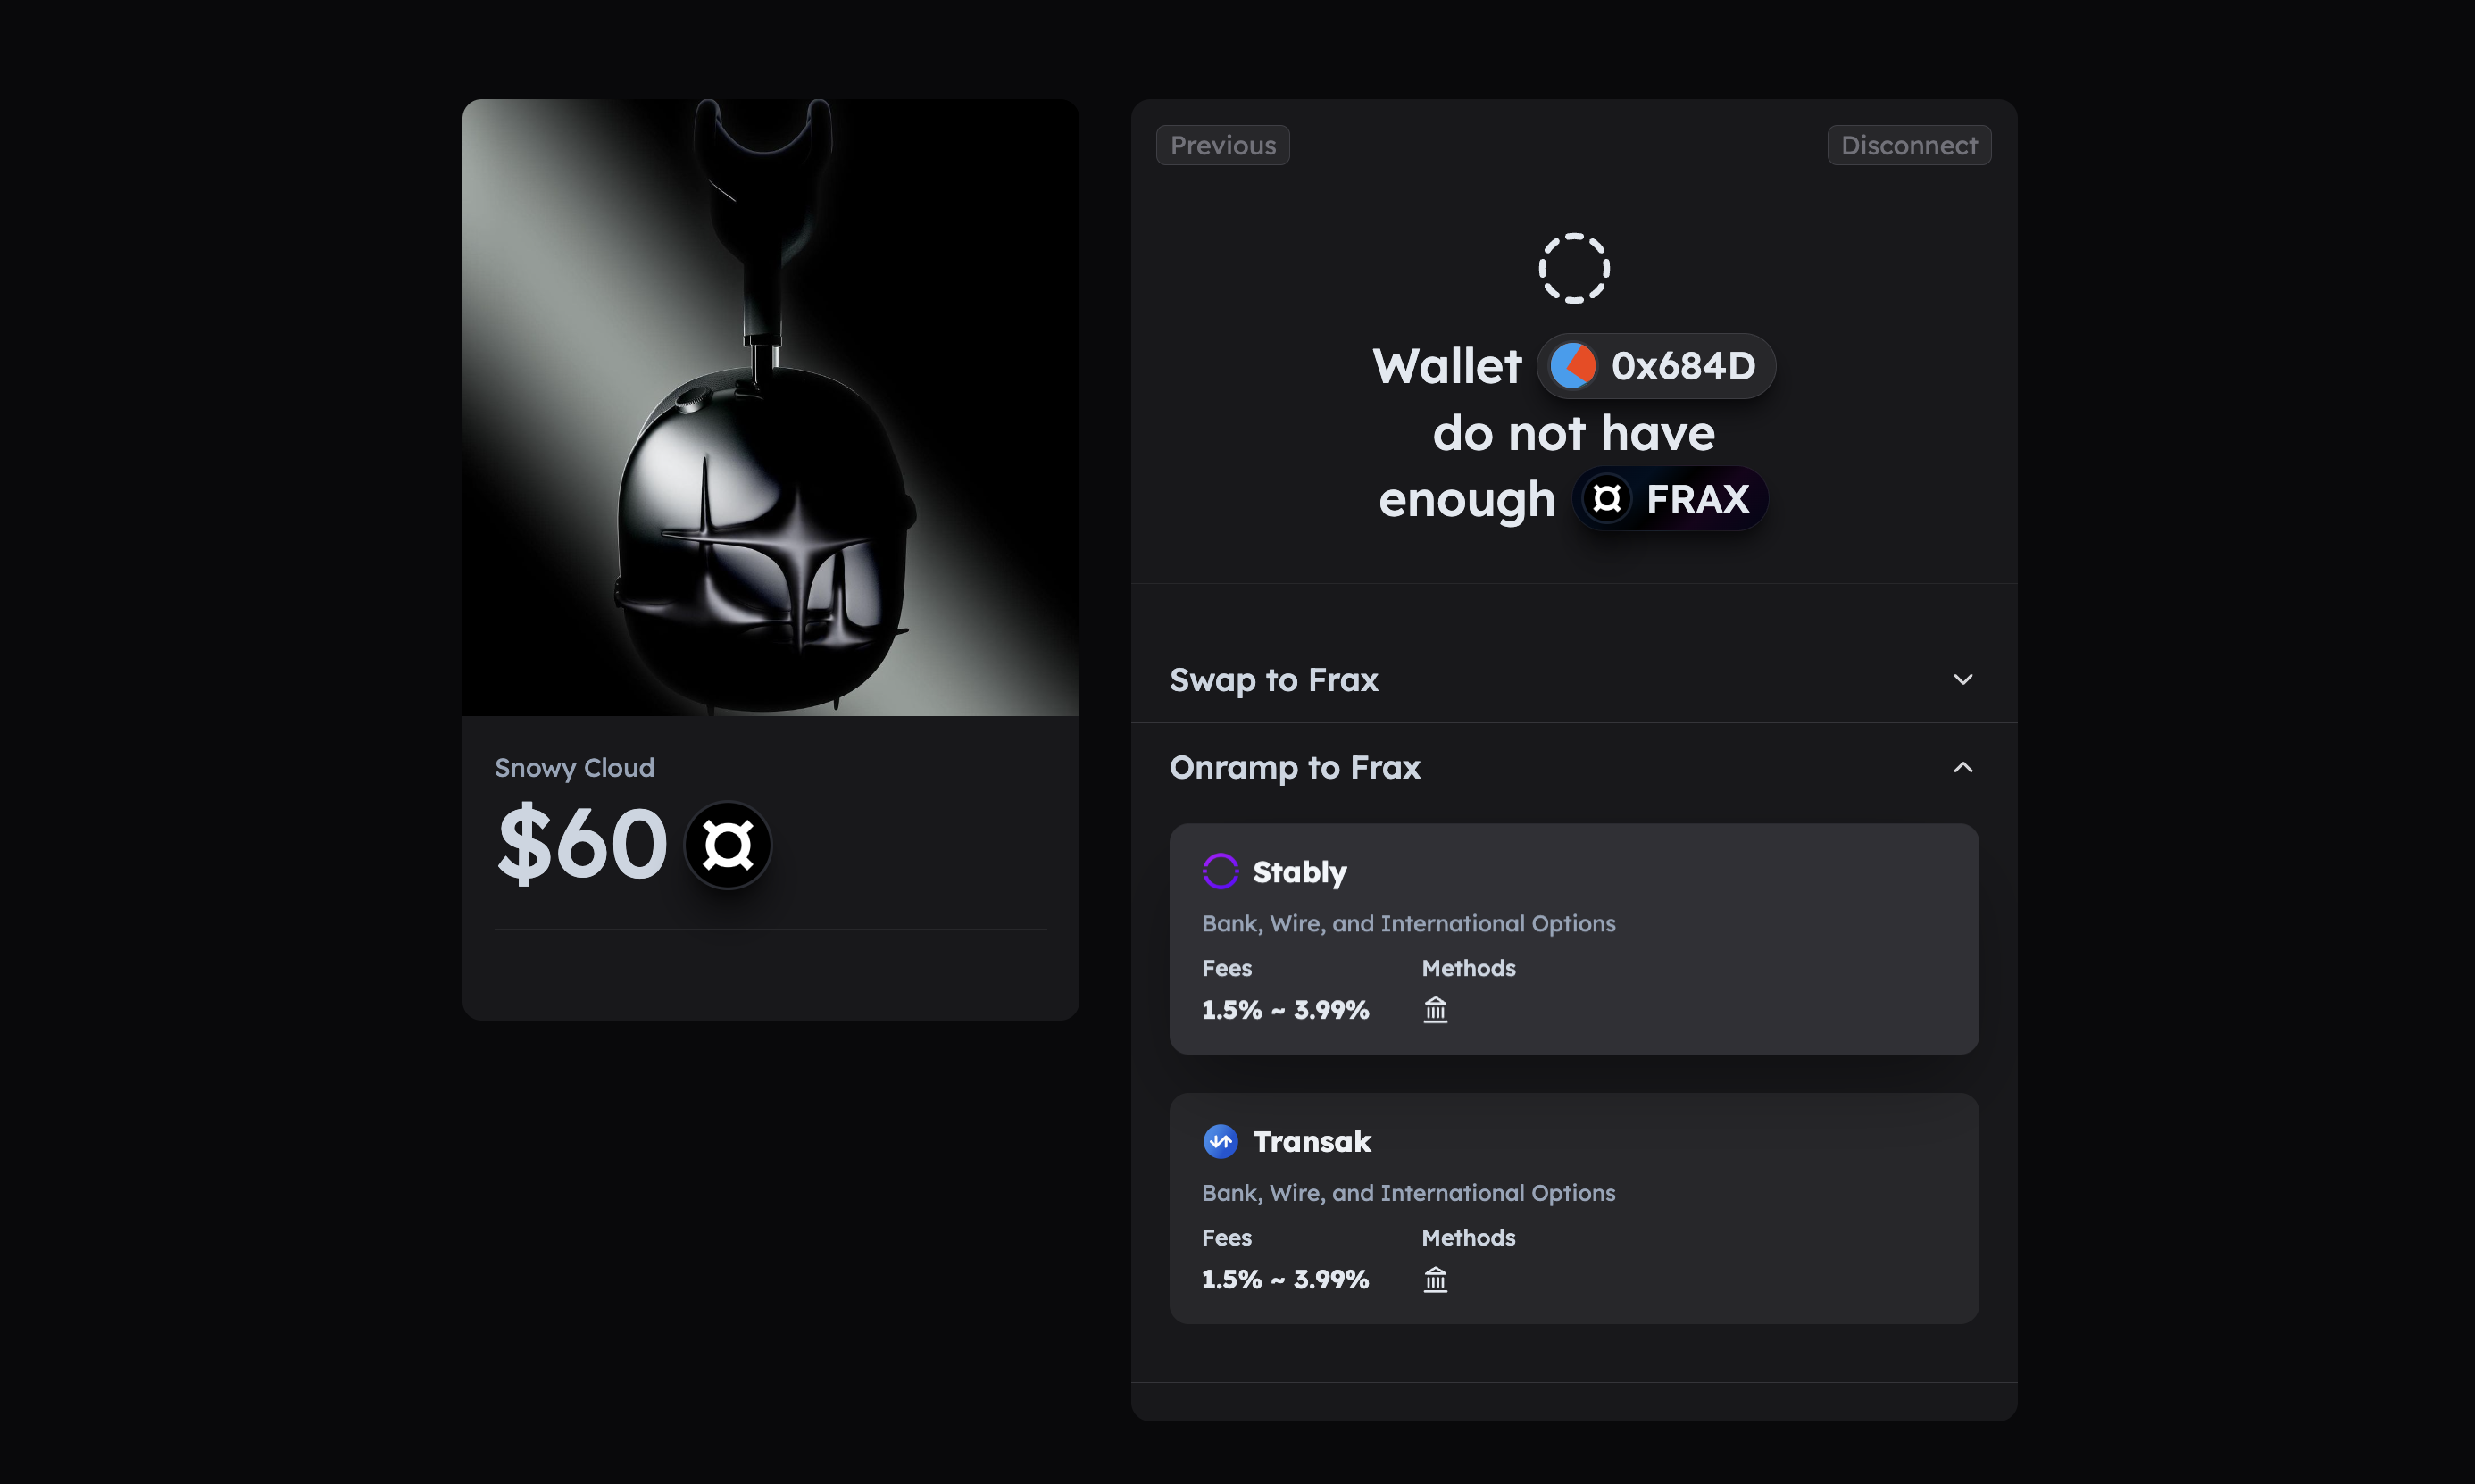 Snowy Cloud
$60
Previous
Disconnect
Wallet 0x684D
do not have
enough FRAX
Swap to Frax
Onramp to Frax
Stably
Bank, Wire, and International Options
Fees Methods
1.5% ~ 3.99%
Transak
Bank, Wire, and International Options
Fees Methods
1.5% ~ 3.99%